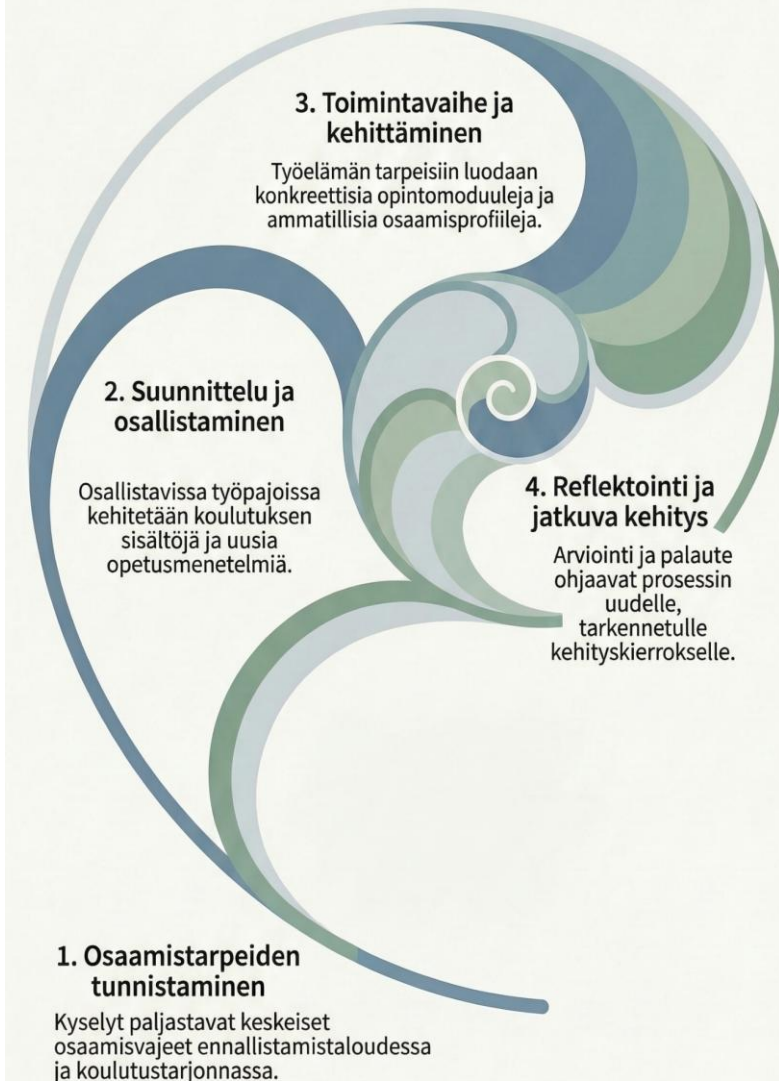 3. Toimintavaihe ja
kehittäminen
Työelämän tarpeisiin luodaan
konkreettisia opintomoduuleja ja
ammatillisia osaamisprofiileja.
2. Suunnittelu ja
osallistaminen
Osallistavissa työpajoissa
kehitetään koulutuksen
sisältöjä ja uusia
opetusmenetelmiä.
4. Reflektointi ja
jatkuva kehitys
Arviointi ja palaute
ohjaavat prosessin
uudelle,
tarkennetulle
kehityskierrokselle.
1. Osaamistarpeiden
tunnistaminen
Kyselyt paljastavat keskeiset
osaamisvajeet ennallistamistaloudessa
ja koulutustarjonnassa.